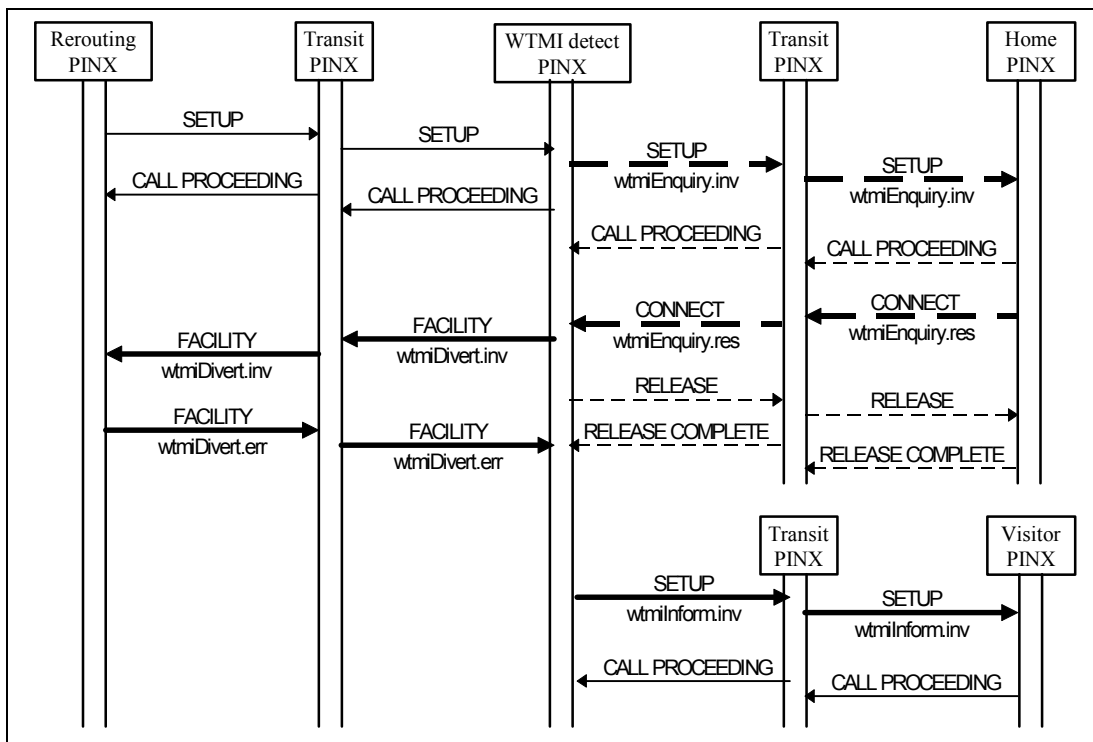 Rerouting
PINX
Transit
PINX
WTMI detect
PINX
Transit
PINX
Home
PINX
SETUP
SETUP
SETUP
wtmiEnquiry.inv
SETUP
wtmiEnquiry.inv
CALL PROCEEDING
CALL PROCEEDING
CALL PROCEEDING
CALL PROCEEDING
CONNECT
wtmiEnquiry.res
CONNECT
wtmiEnquiry.res
FACILITY
wtmiDivert.inv
FACILITY
wtmiDivert.inv
RELEASE
RELEASE
FACILITY
wtmiDivert.err
FACILITY
wtmiDivert.err
RELEASE COMPLETE
RELEASE COMPLETE
Transit
PINX
Visitor
PINX
SETUP
wtmiInform.inv
SETUP
wtmiInform.inv
CALL PROCEEDING
CALL PROCEEDING